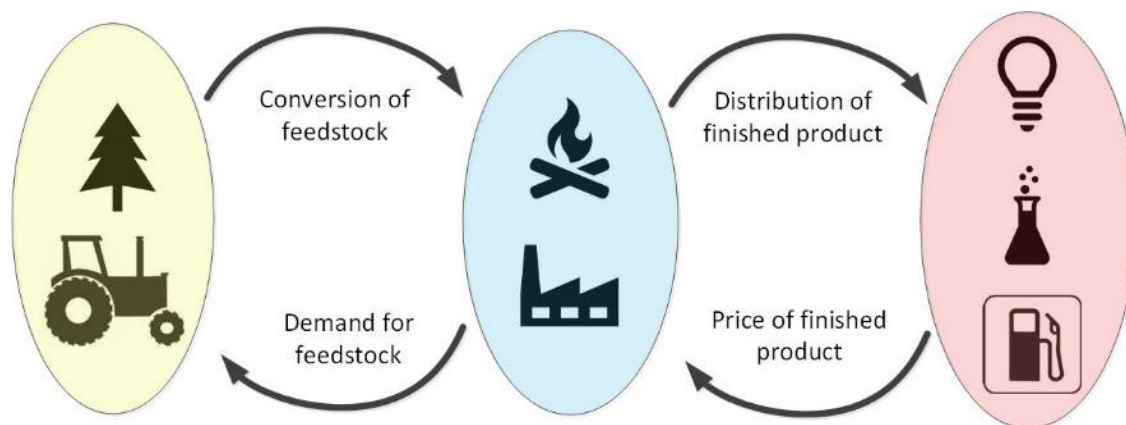 Conversion of
feedstock
Distribution of
finished product
Demand for
feedstock
Price of finished
product